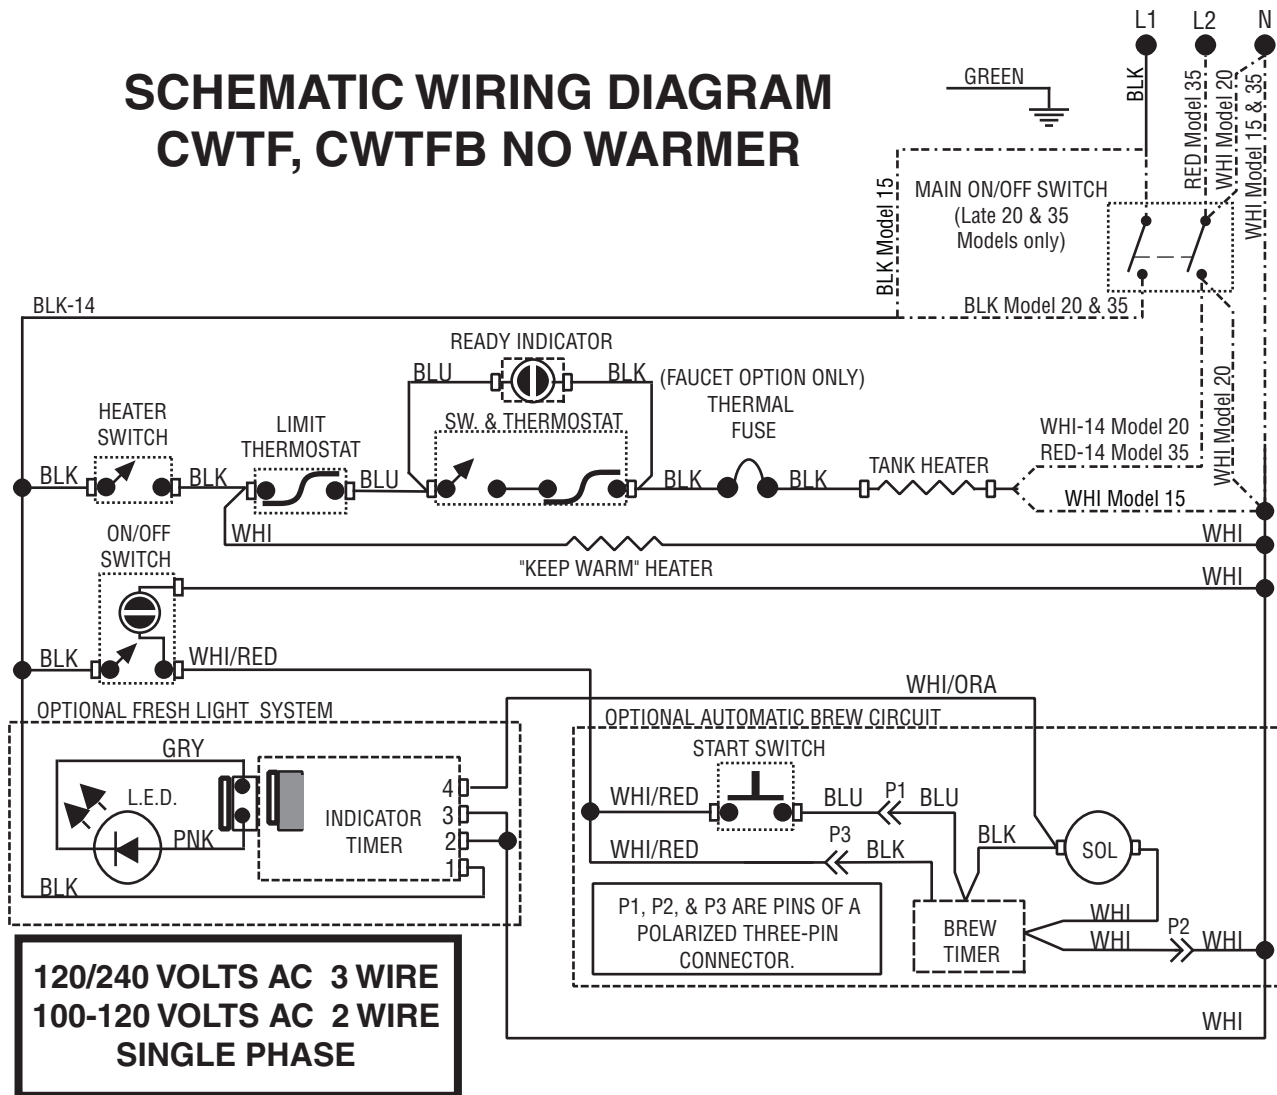 L1 L2 N
SCHEMATIC WIRING DIAGRAM
CWTF, CWTFB NO WARMER
GREEN
BLK
RED Model 35
WHI Model 20
WHI Model 15 & 35
BLK Model 15
MAIN ON/OFF SWITCH
(Late 20 & 35
Models only)
BLK-14
BLK Model 20 & 35
READY INDICATOR
BLU
BLK
(FAUCET OPTION ONLY)
THERMAL
FUSE
HEATER
SWITCH
LIMIT
THERMOSTAT
SW. & THERMOSTAT
WHI-14 Model 20
RED-14 Model 35
WHI Model 20
TANK HEATER
BLK
BLK
BLU
BLK
BLK
WHI Model 15
ON/OFF
SWITCH
WHI
WHI
"KEEP WARM" HEATER
WHI
BLK
WHI/RED
WHI/ORA
OPTIONAL FRESH LIGHT SYSTEM
OPTIONAL AUTOMATIC BREW CIRCUIT
GRY
START SWITCH
L.E.D.
PNK
INDICATOR
TIMER
4
3
2
1
WHI/RED
BLU
P1
BLU
WHI/RED
P3
BLK
BLK
SOL
BLK
P1, P2, & P3 ARE PINS OF A
POLARIZED THREE-PIN
CONNECTOR.
BREW
TIMER
WHI
WHI
P2
WHI
120/240 VOLTS AC 3 WIRE
100-120 VOLTS AC 2 WIRE
SINGLE PHASE
WHI